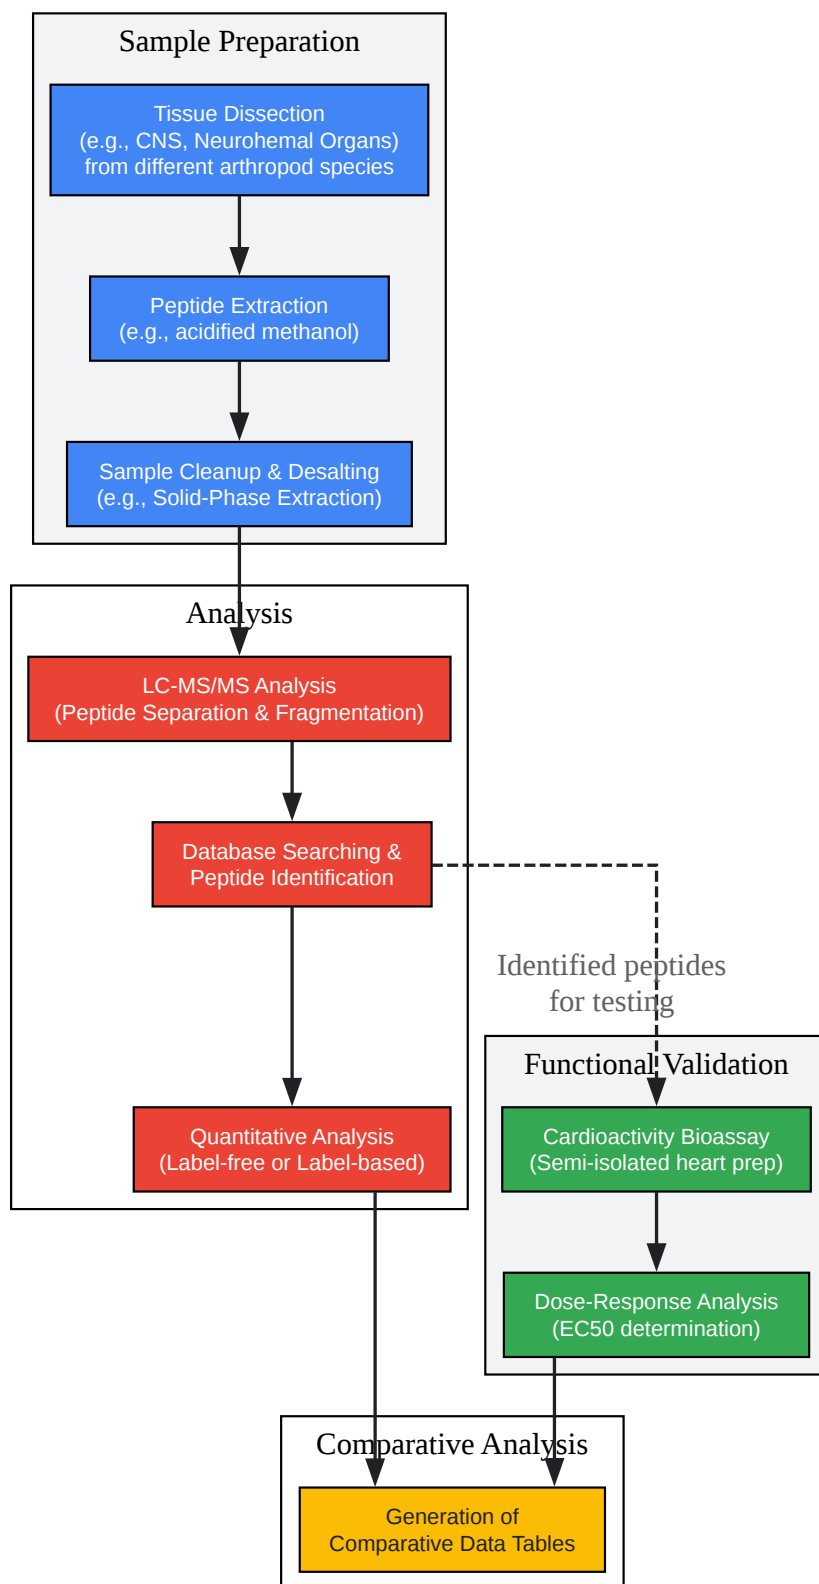 Sample Preparation
Tissue Dissection
(e.g., CNS, Neurohemal Organs)
from different arthropod species
Peptide Extraction
(e.g., acidified methanol)
Sample Cleanup & Desalting
(e.g., Solid-Phase Extraction)
Analysis
LC-MS/MS Analysis
(Peptide Separation & Fragmentation)
Database Searching &
Peptide Identification
Identified peptides
for testing
Functional Validation
Quantitative Analysis
(Label-free or Label-based)
Cardioactivity Bioassay
(Semi-isolated heart prep)
Dose-Response Analysis
(EC50 determination)
Comparative Analysis
Generation of
Comparative Data Tables